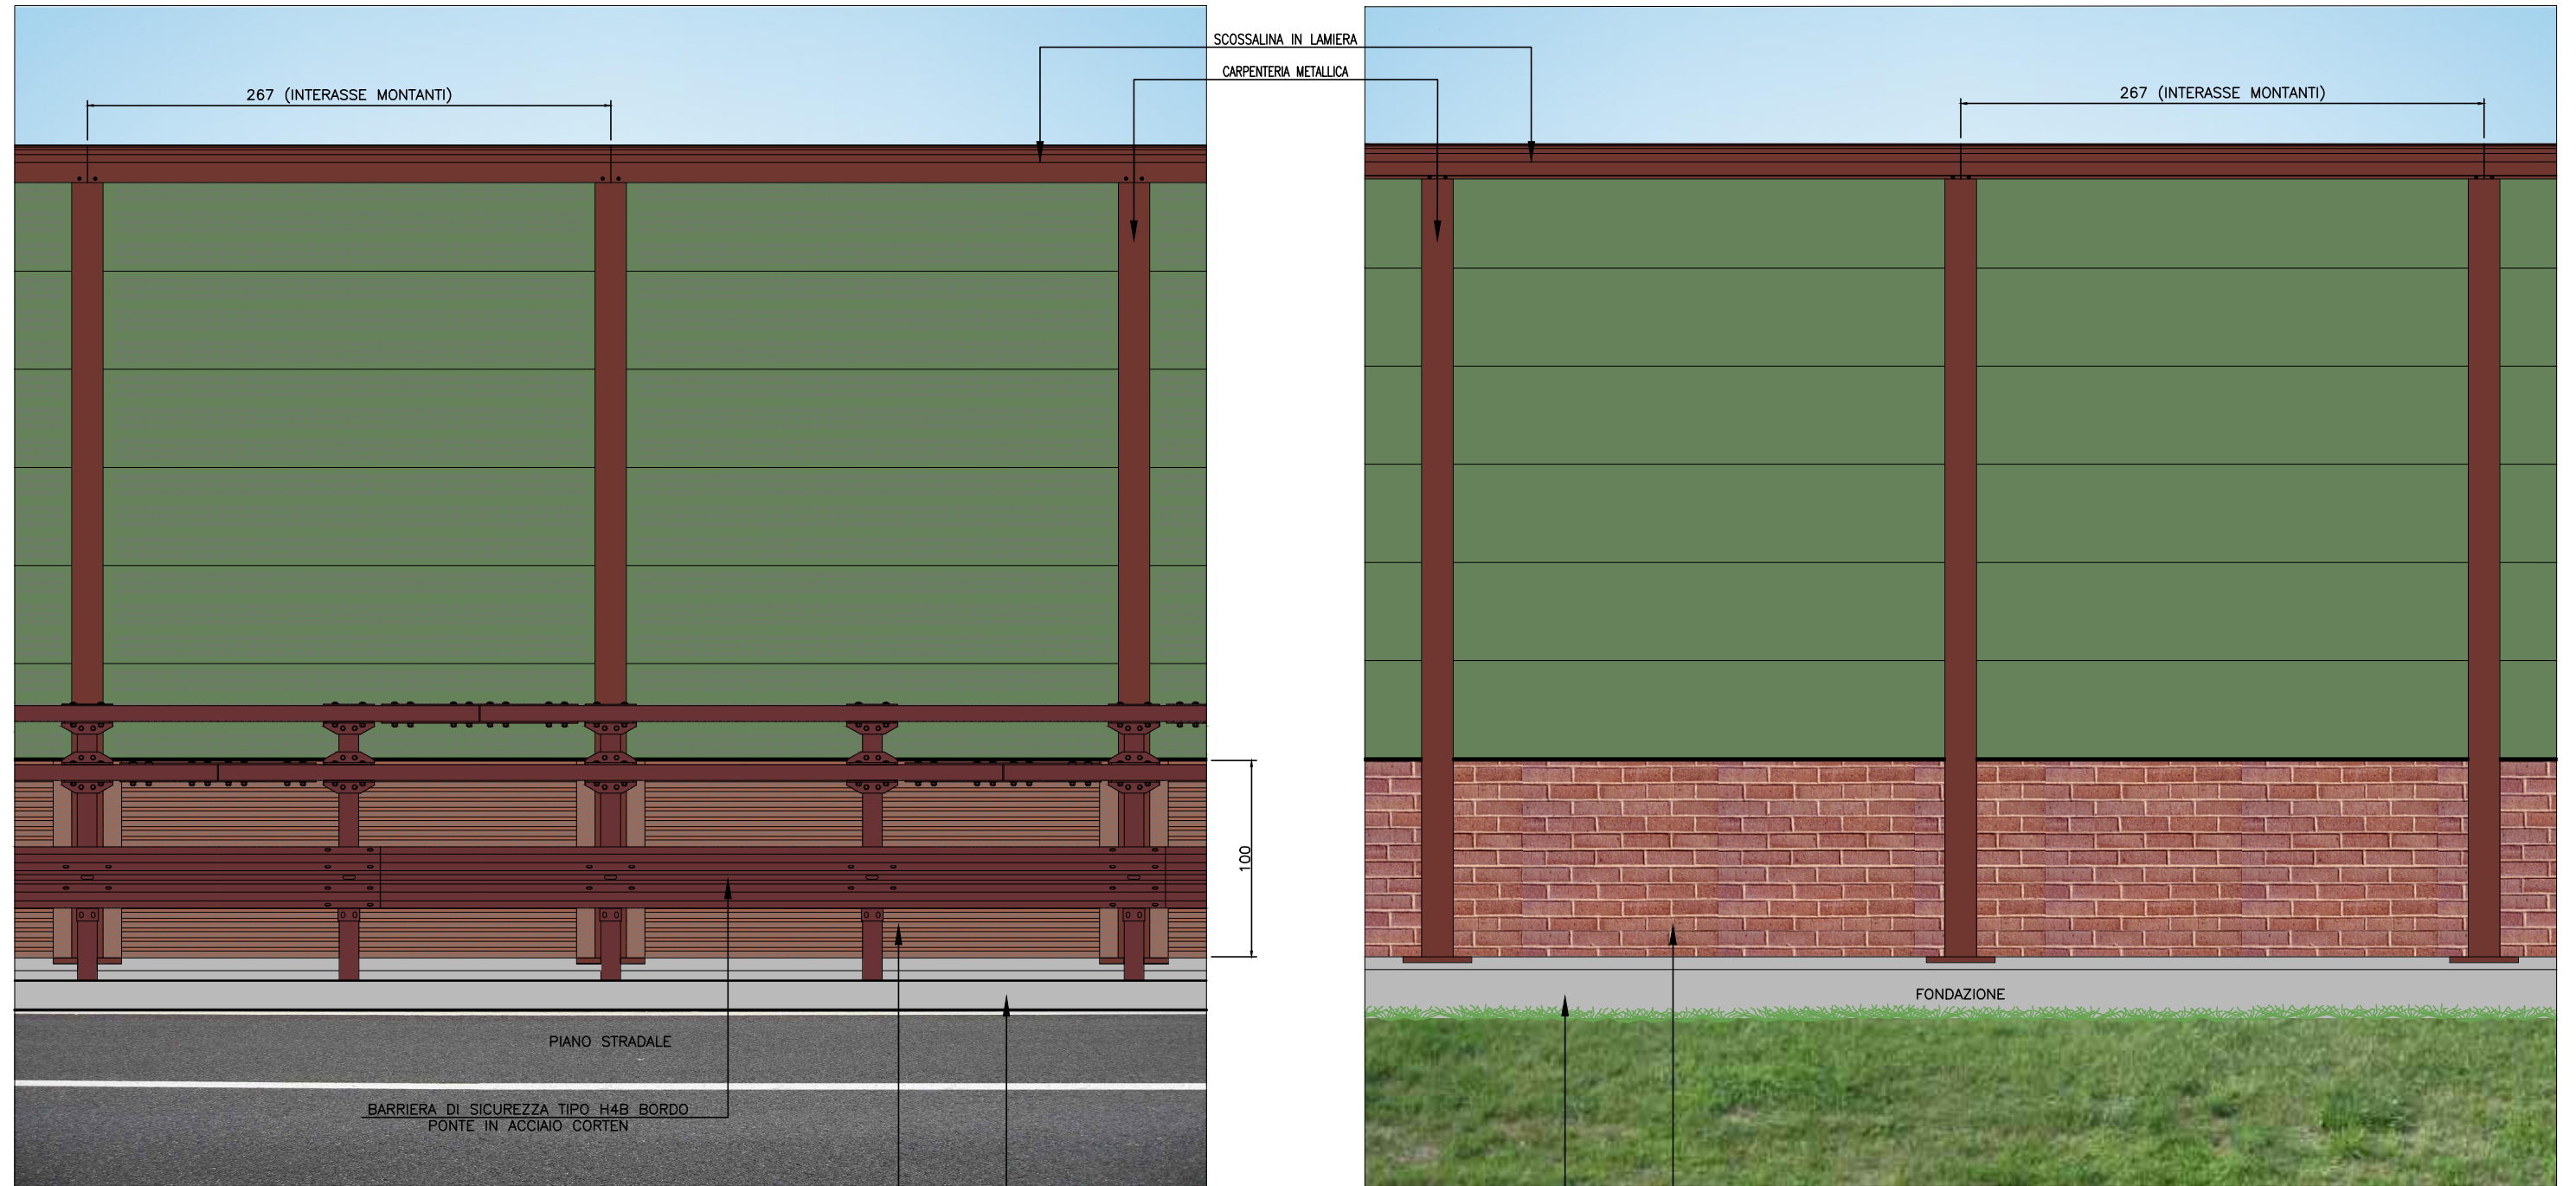 SCOSSALINA IN LAMIERA
CARPENTERIA METALLICA
267 (INTERASSE MONTANTI)
267 (INTERASSE MONTANTI)
100
FONDAZIONE
PIANO STRADALE
BARRIERA DI SICUREZZA TIPO H4B BORDO
PONTE IN ACCIAIO CORTEN